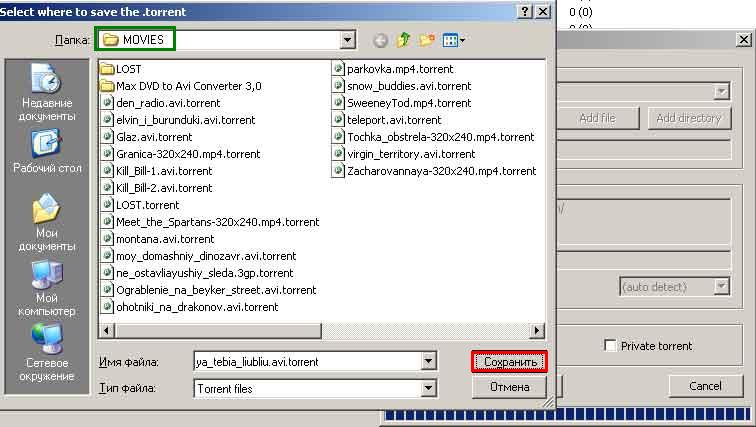 Select where to save the .torrent
Папка:
MOVIES
Недавние документы
Рабочий стол
Мои документы
Мой компьютер
Сетевое окружение
LOST
Max DVD to Avi Converter 3,0
den_radio.avi.torrent
elvin_i_burunduki.avi.torrent
Glaz.avi.torrent
Granica-320x240.mp4.torrent
Kill_Bill-1.avi.torrent
Kill_Bill-2.avi.torrent
LOST.torrent
Meet_the_Spartans-320x240.mp4.torrent
montana.avi.torrent
moy_domashniy_dinozavr.avi.torrent
ne_ostavliayushiy_sleda.3gp.torrent
Ograblenie_na_beyker_street.avi.torrent
ohotniki_na_drakonov.avi.torrent
parkovka.mp4.torrent
snow_buddies.avi.torrent
SweeneyTod.mp4.torrent
teleport.avi.torrent
Tochka_obstrela-320x240.mp4.torrent
virgin_territory.avi.torrent
Zacharovannaya-320x240.mp4.torrent
Имя файла:
ya_tebia_liubliu.avi.torrent
Сохранить
Тип файла:
Torrent files
Отмена
0 (0)
0 (0)
Add file
Add directory
(auto detect)
Private torrent
Cancel